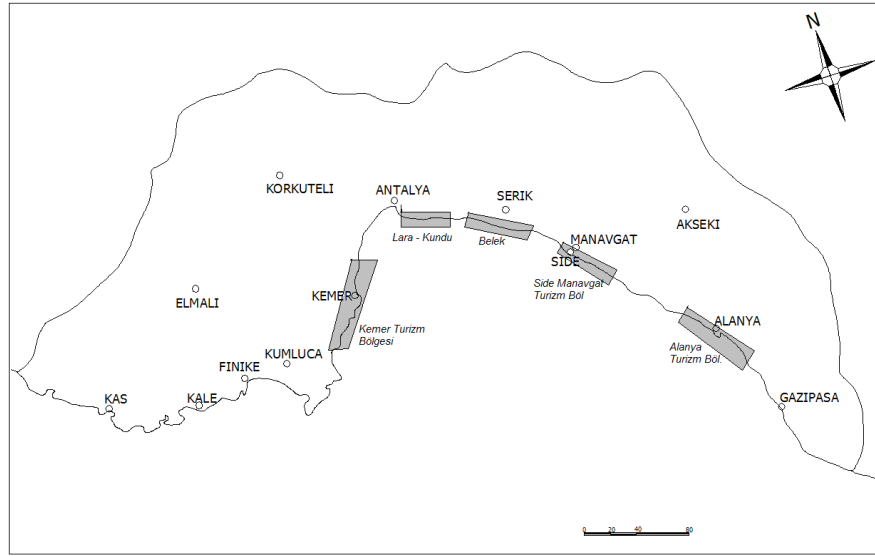 N
KORKUTELI
ANTALYA
SERIK
AKSEKI
Lara - Kundu
Belek
MANAVGAT
SIDE
Side Manavgat
Turizm Böl
ELMALI
KEMER
Kemer Turizm
Bölgesi
ALANYA
Alanya
Turizm Böl.
KUMLUCA
FINIKE
KAS
KALE
GAZIPASA
0 20 40 80